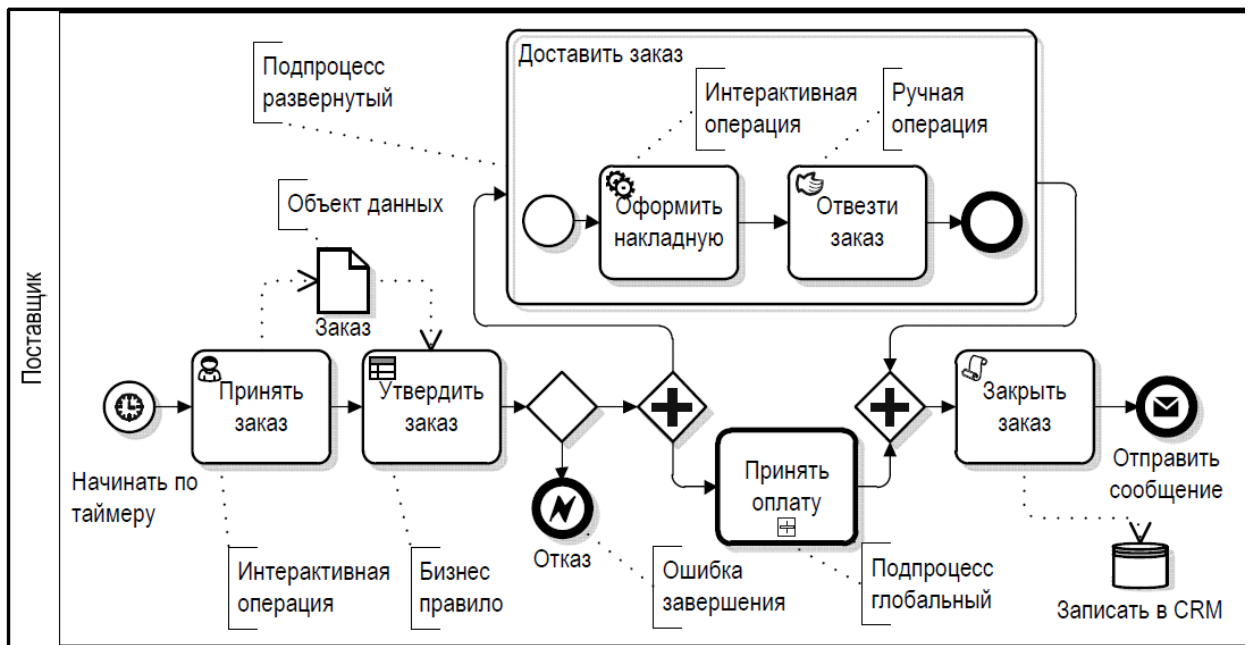 Поставщик
Доставить заказ
Подпроцесс
развернутый
Интерактивная
операция
Ручная
операция
Оформить
накладную
Отвезти
заказ
Объект данных
Заказ
Начинать по
таймеру
Принять
заказ
Утвердить
заказ
Отказ
Принять
оплату
Закрыть
заказ
Отправить
сообщение
Интерактивная
операция
Бизнес
правило
Ошибка
завершения
Подпроцесс
глобальный
Записать в CRM